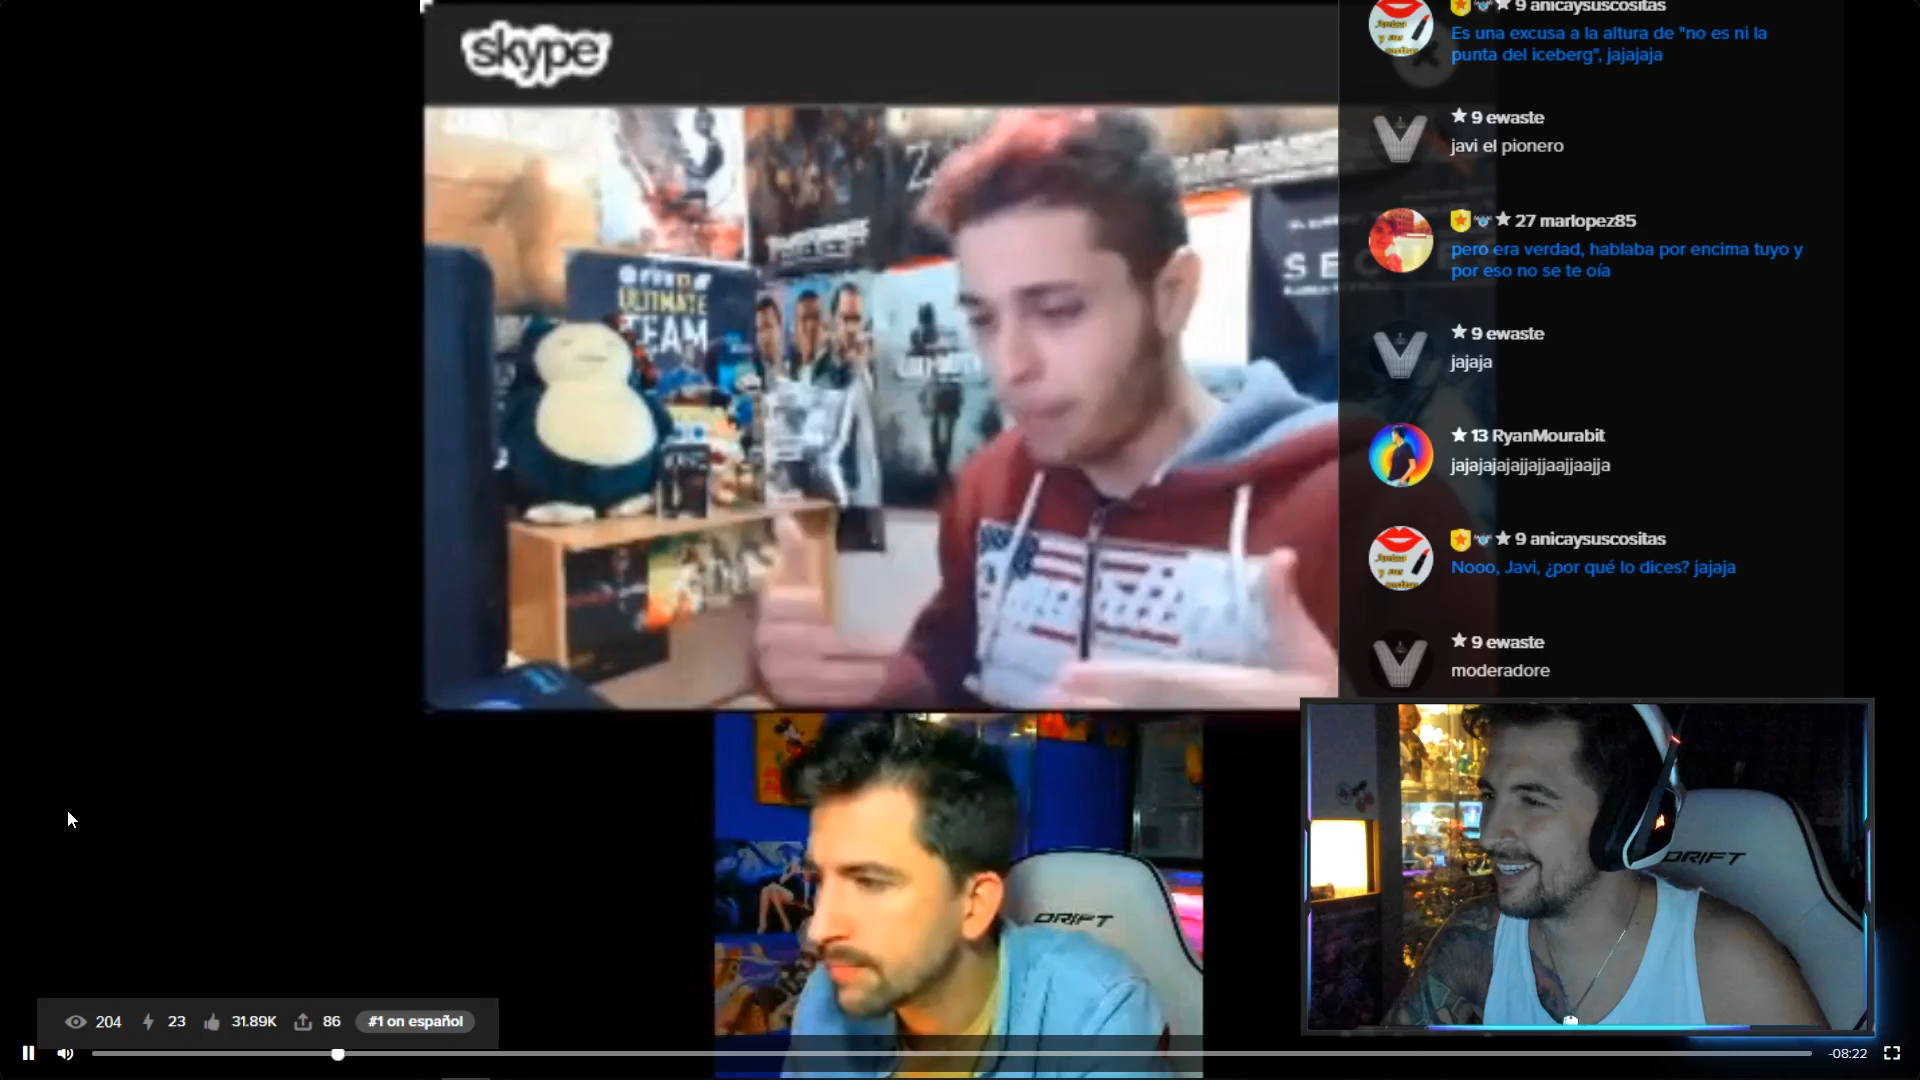 skype
FIFA 17
ULTIMATE
TEAM
9 anicaysuscositas
Es una excusa a la altura de "no es ni la
punta del iceberg", jajajaja
9 ewaste
javi el pionero
27 marlopez85
pero era verdad, hablaba por encima tuyo y
por eso no se te oía
9 ewaste
jajaja
13 RyanMourabit
jajajajajajjajjaajjaajja
9 anicaysuscositas
Nooo, Javi, ¿por qué lo dices? jajaja
9 ewaste
moderadore
DRIFT
DRIFT
204 23 31.89K 86 #1 on español
-08:22